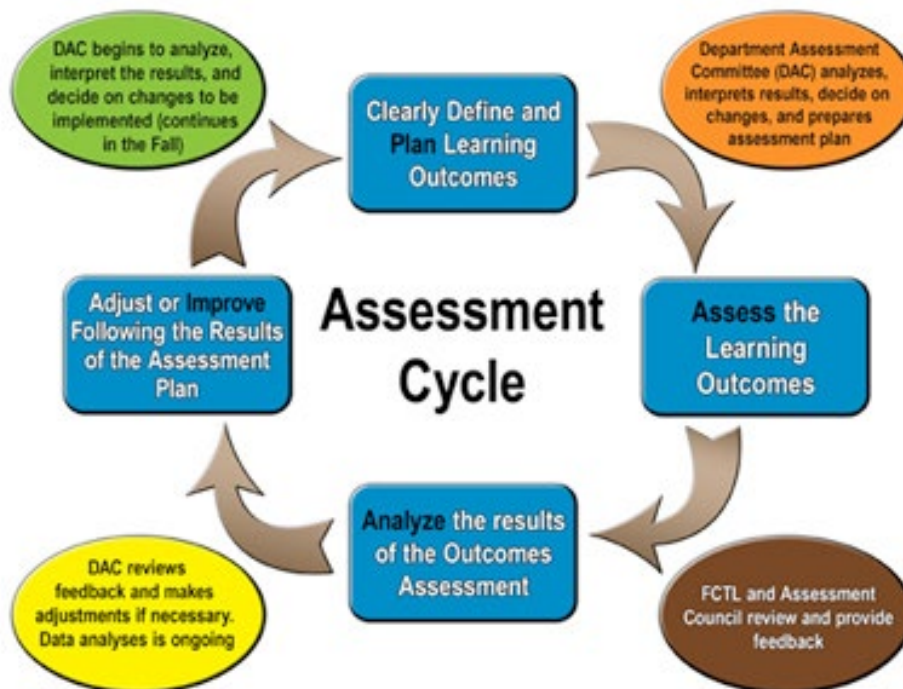 DAC begins to analyze,
interpret the results, and
decide on changes to be
implemented (continues
in the Fall)
Clearly Define and
Plan Learning
Outcomes
Department Assessment
Committee (DAC) analyzes,
interprets results, decide on
changes, and prepares
assessment plan
Adjust or Improve
Following the Results
of the Assessment
Plan
Assessment
Cycle
Assess the
Learning
Outcomes
DAC reviews
feedback and makes
adjustments if necessary.
Data analyses is ongoing
Analyze the results
of the Outcomes
Assessment
FCTL and Assessment
Council review and provide
feedback